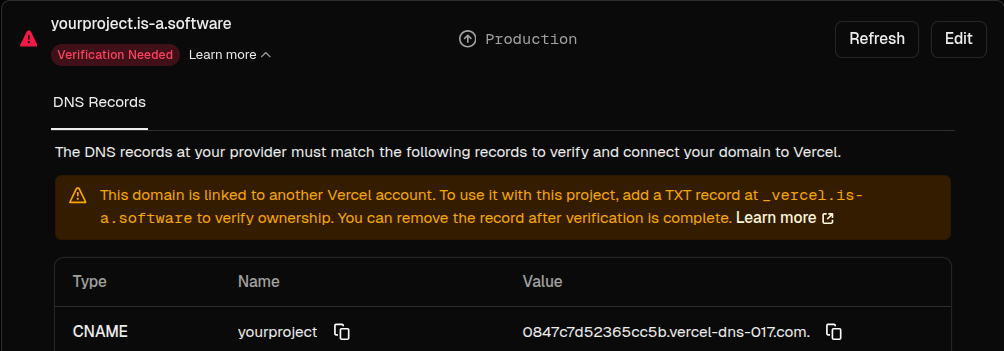 yourproject.is-a.software
Verification Needed Learn more
Production
Refresh
Edit
DNS Records
The DNS records at your provider must match the following records to verify and connect your domain to Vercel.
This domain is linked to another Vercel account. To use it with this project, add a TXT record at _vercel.is-
a.software to verify ownership. You can remove the record after verification is complete. Learn more
Type Name Value
CNAME yourproject 0847c7d52365cc5b.vercel-dns-017.com.